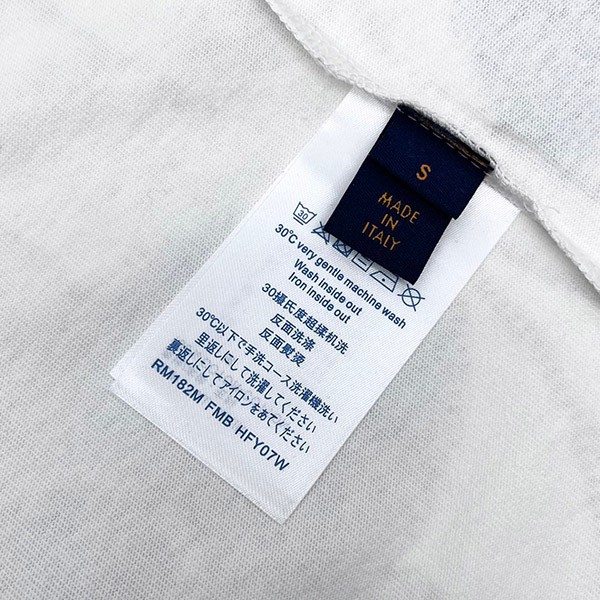 S
MADE
IN
ITALY
30
30°C very gentle machine wash
Wash inside out
Iron inside out
30攝氏度超揉机洗
反面洗涤
反面熨烫
30℃以下で手洗コース洗濯機洗い
里返しにして洗濯してください
裏返しにしてアイロンをあてください
RM182M FMB HFY07W